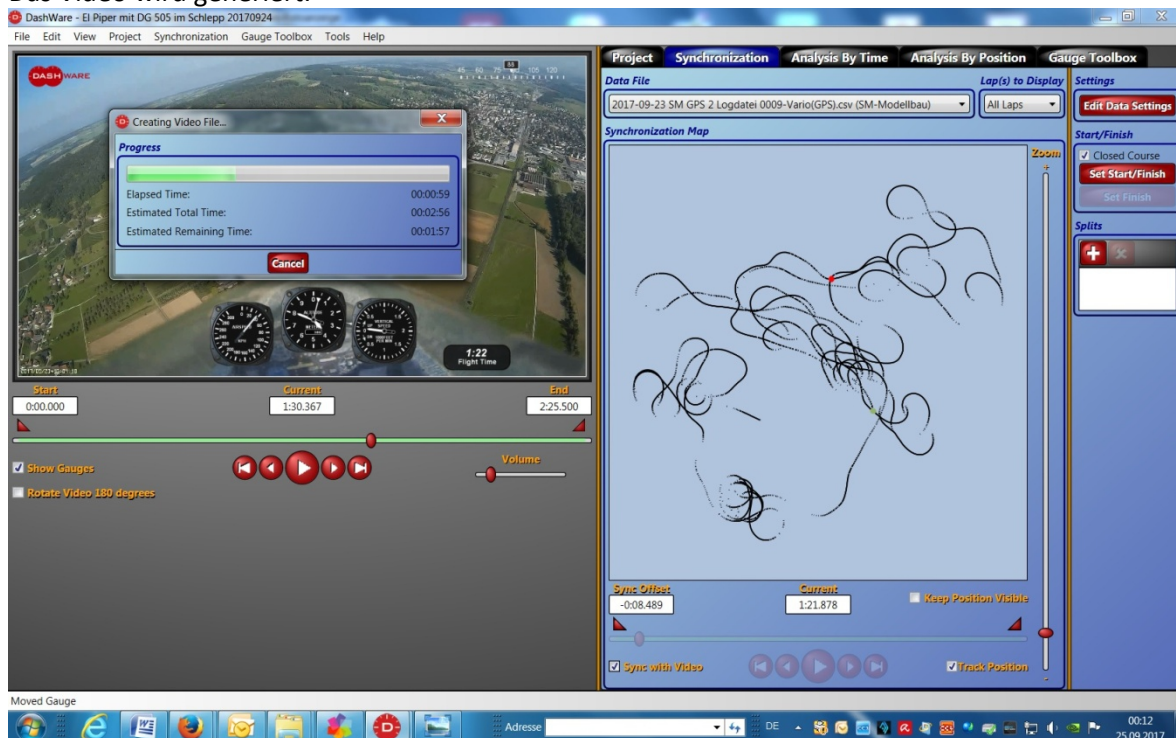 Das Video wird generiert.
DashWare - El Piper mit DG 505 im Schlepp 20170924
File Edit View Project Synchronization Gauge Toolbox Tools Help
DASHWARE
45 60 75 88 105 120
Creating Video File...
Progress
Elapsed Time: 00:00:59
Estimated Total Time: 00:02:56
Estimated Remaining Time: 00:01:57
Cancel
1:22
Flight Time
Start Current End
0:00.000 1:30.367 2:25.500
Show Gauges
Volume
Rotate Video 180 degrees
Project Synchronization Analysis By Time Analysis By Position Gauge Toolbox
Data File Lap(s) to Display
2017-09-23 SM GPS 2 Logdatei 0009-Vario(GPS).csv (SM-Modellbau) All Laps
Synchronization Map
Zoom
+
Sync Offset Current
-0:08.489 1:21.878
Keep Position Visible
Sync with Video
Track Position
-
Settings
Edit Data Settings
Start/Finish
Closed Course
Set Start/Finish
Set Finish
Splits
Moved Gauge
Adresse DE 00:12
25.09.2017